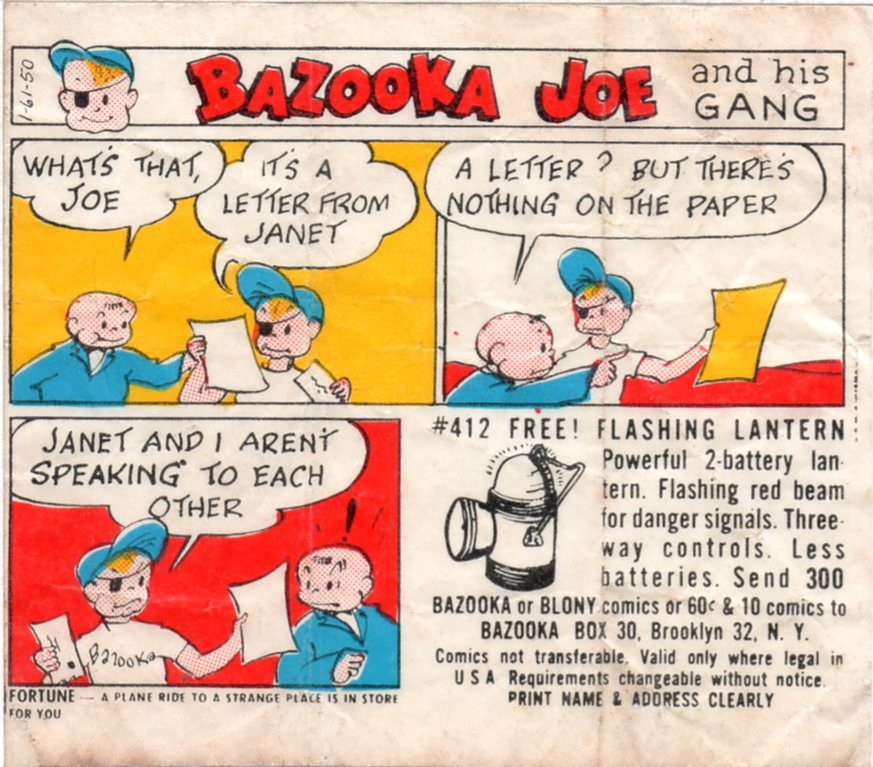 1-61-50
BAZOOKA JOE
and his
GANG
WHAT'S THAT,
JOE
IT'S A
LETTER FROM
JANET
A LETTER? BUT THERE'S
NOTHING ON THE PAPER
JANET AND I AREN'T
SPEAKING TO EACH
OTHER
!
BAZOOKA
FORTUNE — A PLANE RIDE TO A STRANGE PLACE IS IN STORE
FOR YOU
#412 FREE! FLASHING LANTERN
Powerful 2-battery lan-
tern. Flashing red beam
for danger signals. Three-
way controls. Less
batteries. Send 300
BAZOOKA or BLONY comics or 60¢ & 10 comics to
BAZOOKA BOX 30, Brooklyn 32, N. Y.
Comics not transferable. Valid only where legal in
U S A Requirements changeable without notice.
PRINT NAME & ADDRESS CLEARLY